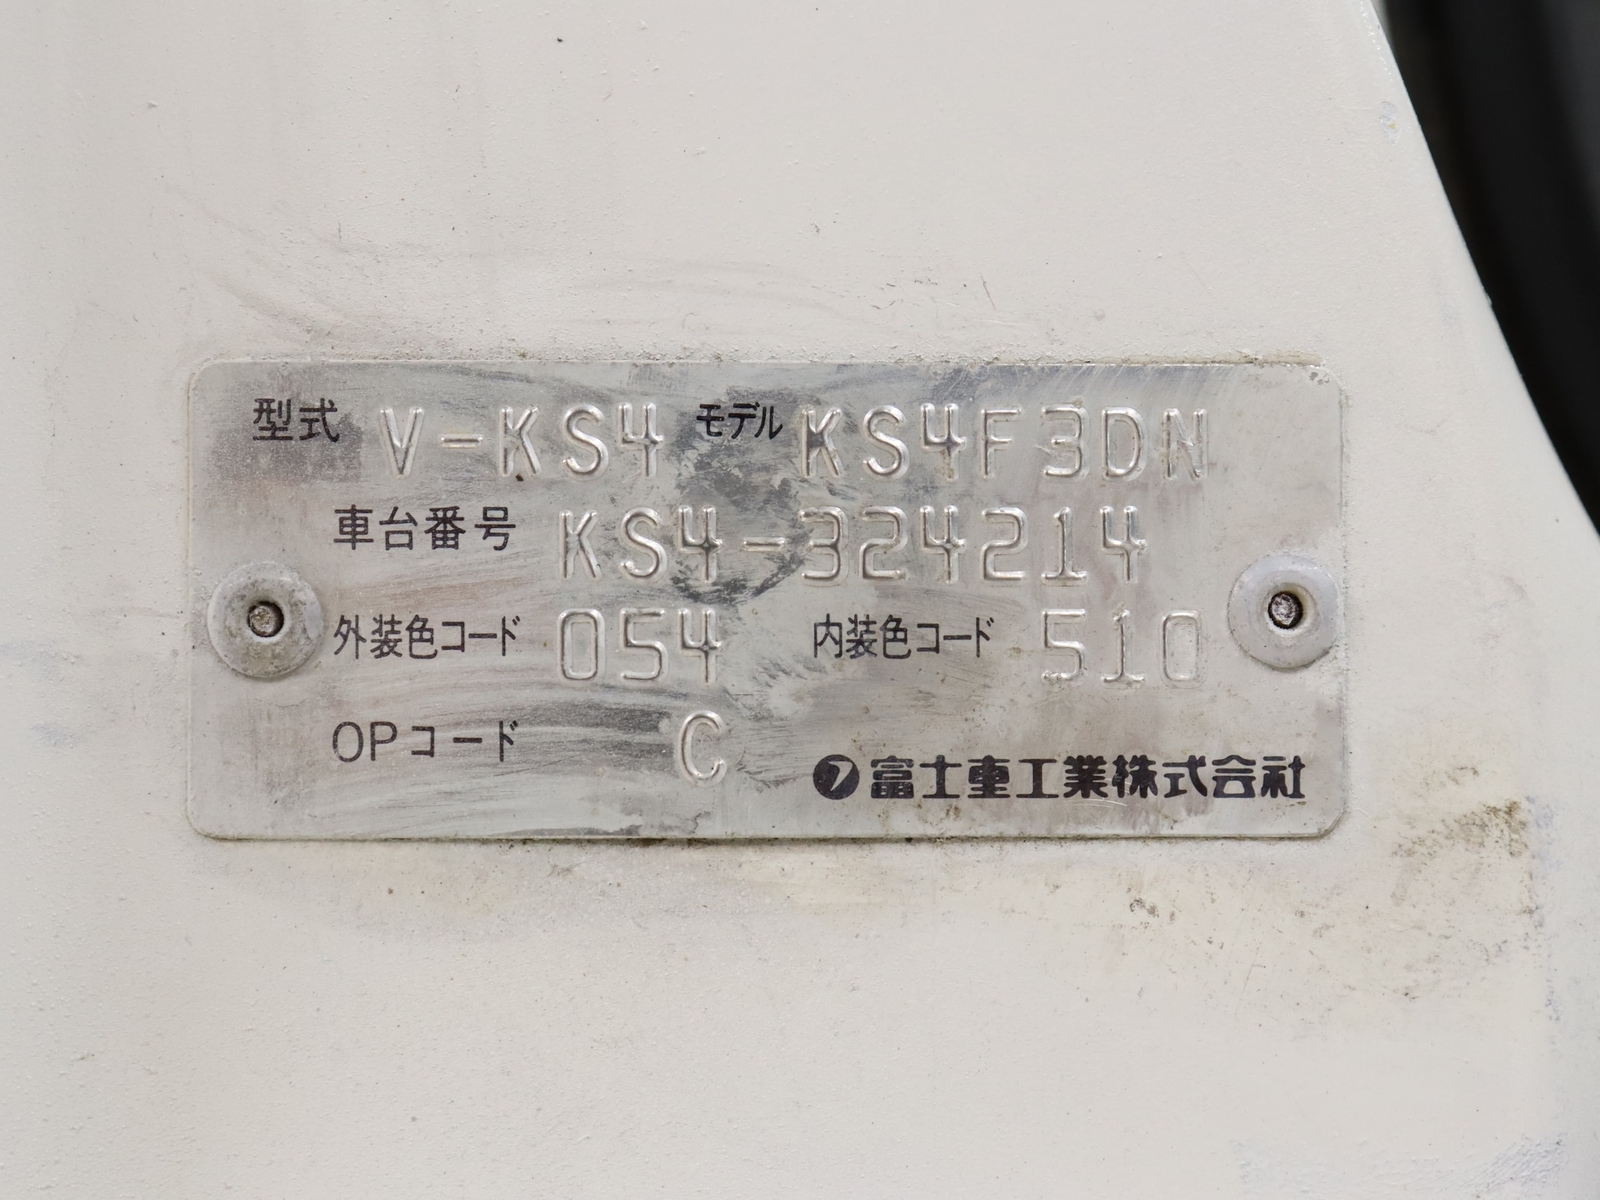 型式 V-KS4 モデル KS4F3DN
車台番号 KS4-324214
外装色コード 054 内装色コード 510
OPコード C
富士重工業株式会社